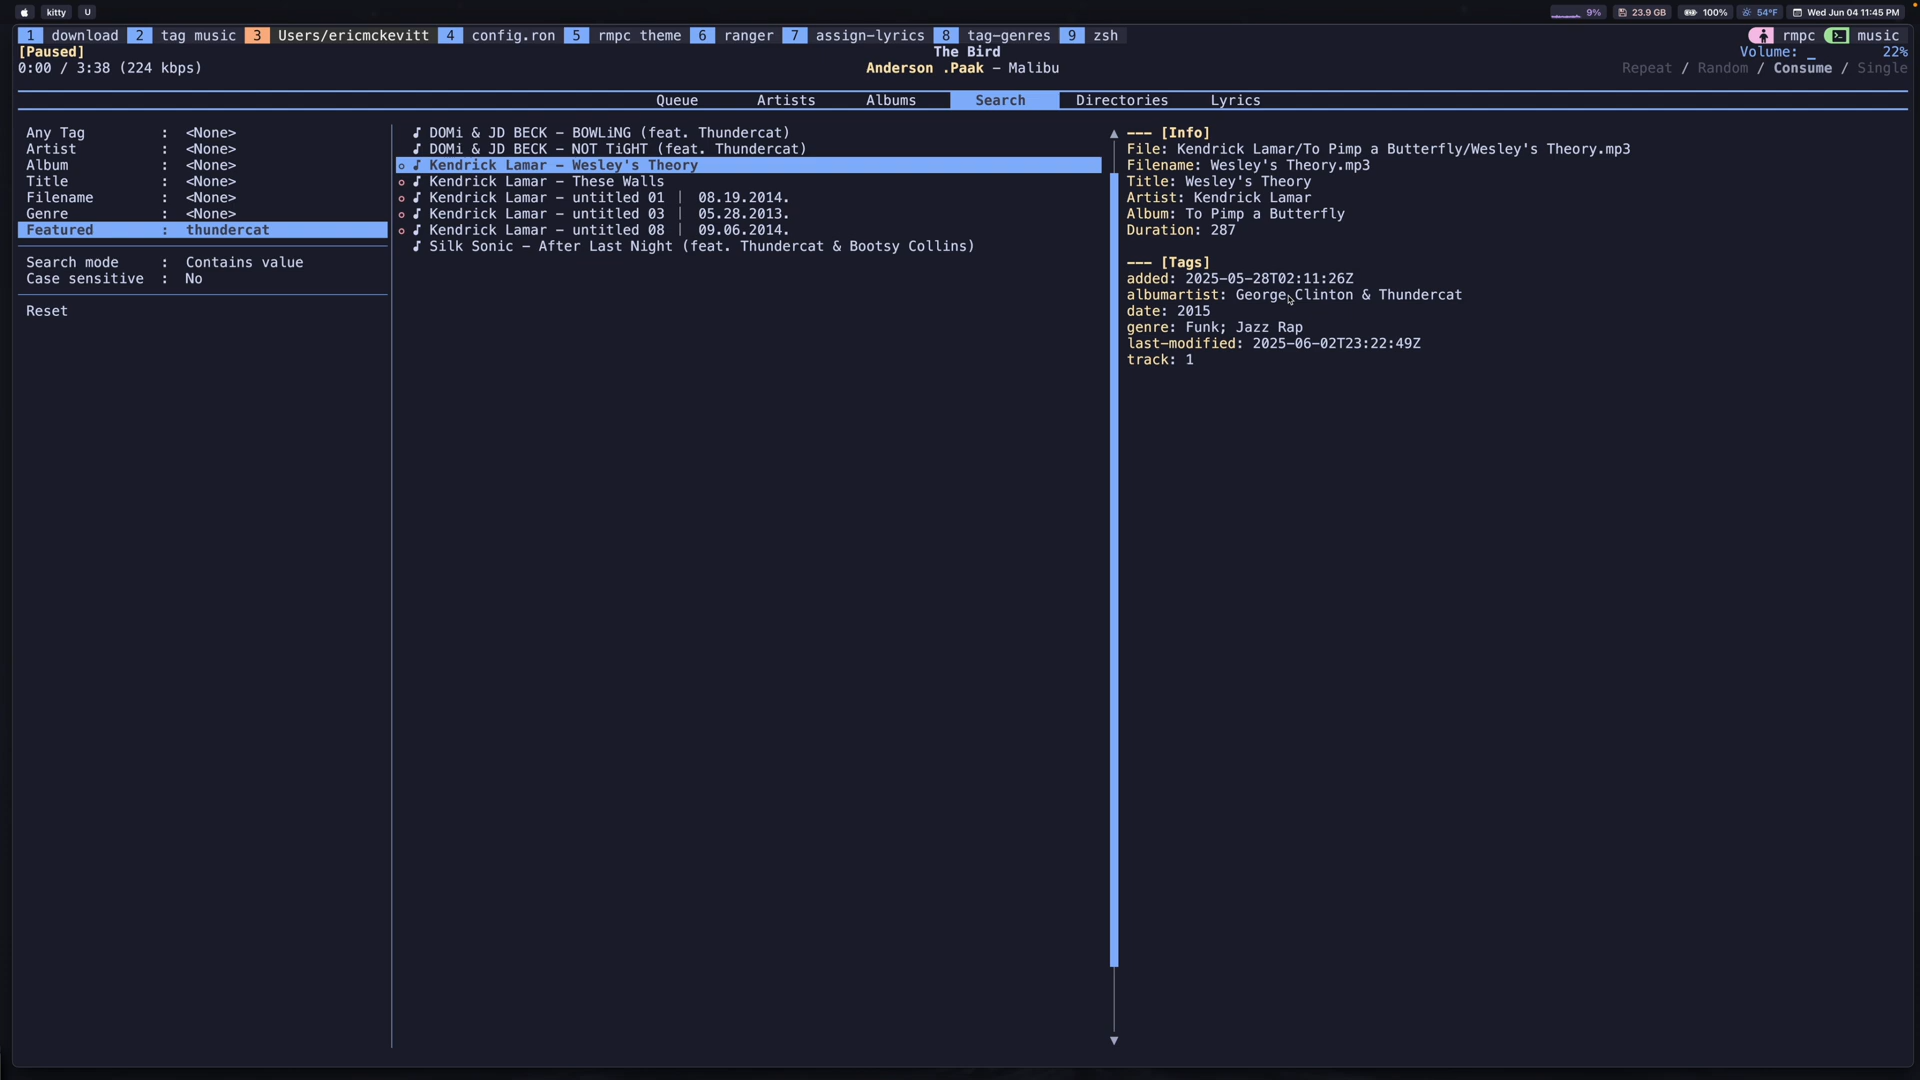 kitty U 9% 23.9 GB 100% 54°F Wed Jun 04 11:45 PM
1 download 2 tag music 3 Users/ericmckevitt 4 config.ron 5 rmpc theme 6 ranger 7 assign-lyrics 8 tag-genres 9 zsh rmpc music
[Paused] The Bird Volume: _ 22%
0:00 / 3:38 (224 kbps) Anderson .Paak - Malibu Repeat / Random / Consume / Single
Queue Artists Albums Search Directories Lyrics
Any Tag : <None>
Artist : <None>
Album : <None>
Title : <None>
Filename : <None>
Genre : <None>
Featured : thundercat
Search mode : Contains value
Case sensitive : No
Reset
DOMi & JD BECK - BOWLiNG (feat. Thundercat)
DOMi & JD BECK - NOT TiGHT (feat. Thundercat)
Kendrick Lamar - Wesley's Theory
Kendrick Lamar - These Walls
Kendrick Lamar - untitled 01 | 08.19.2014.
Kendrick Lamar - untitled 03 | 05.28.2013.
Kendrick Lamar - untitled 08 | 09.06.2014.
Silk Sonic - After Last Night (feat. Thundercat & Bootsy Collins)
--- [Info]
File: Kendrick Lamar/To Pimp a Butterfly/Wesley's Theory.mp3
Filename: Wesley's Theory.mp3
Title: Wesley's Theory
Artist: Kendrick Lamar
Album: To Pimp a Butterfly
Duration: 287
--- [Tags]
added: 2025-05-28T02:11:26Z
albumartist: George Clinton & Thundercat
date: 2015
genre: Funk; Jazz Rap
last-modified: 2025-06-02T23:22:49Z
track: 1